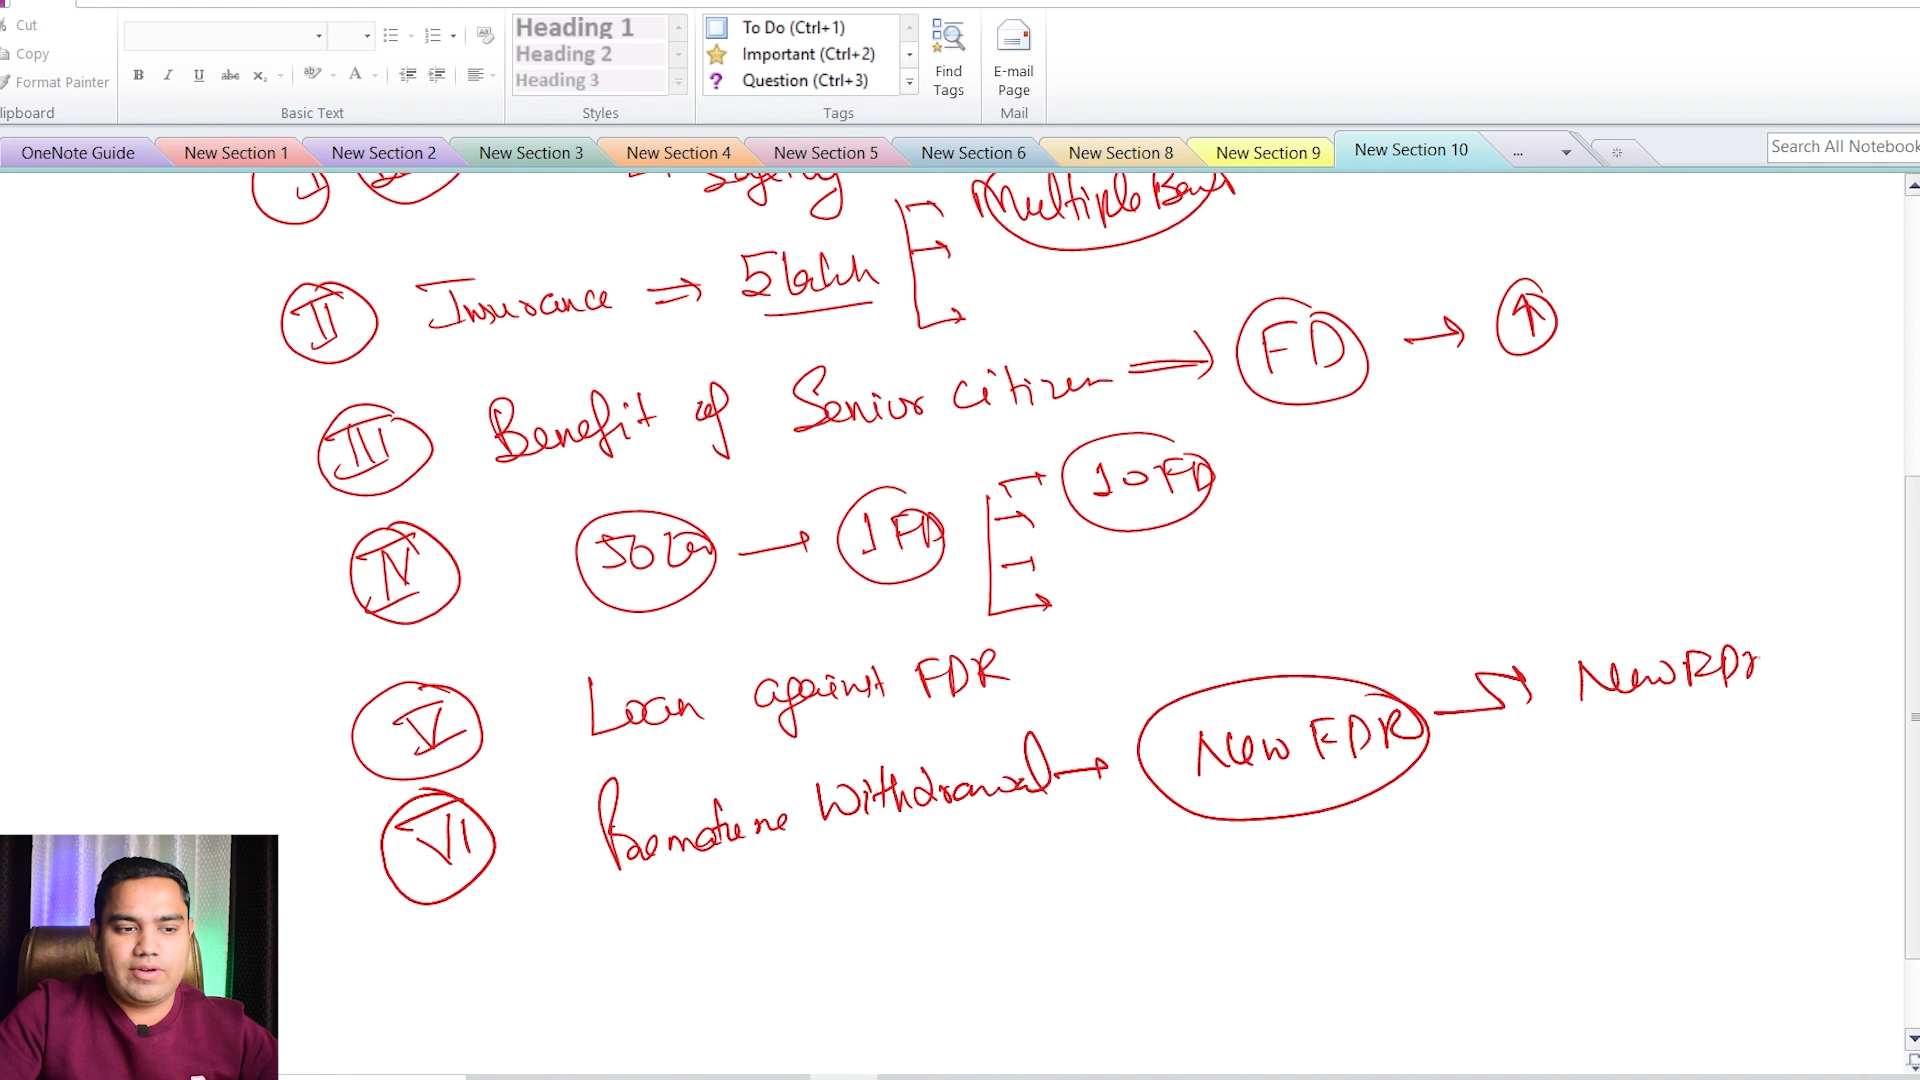 Cut
Copy
Format Painter
lipboard
B I U abc x₂ A
Basic Text
Heading 1
Heading 2
Heading 3
Styles
To Do (Ctrl+1)
Important (Ctrl+2)
Question (Ctrl+3)
Tags
Find
Tags
E-mail
Page
Mail
OneNote Guide New Section 1 New Section 2 New Section 3 New Section 4 New Section 5 New Section 6 New Section 8 New Section 9 New Section 10 ...
Search All Notebook
Multiple Bank
II Insurance ⇒ 5 lakh
III Benefit of Senior citizen ⇒ FD → ↑
IV 50 → 1 FD → 10 FD
V Loan against FDR
VI Premature Withdrawal → New FDR → New